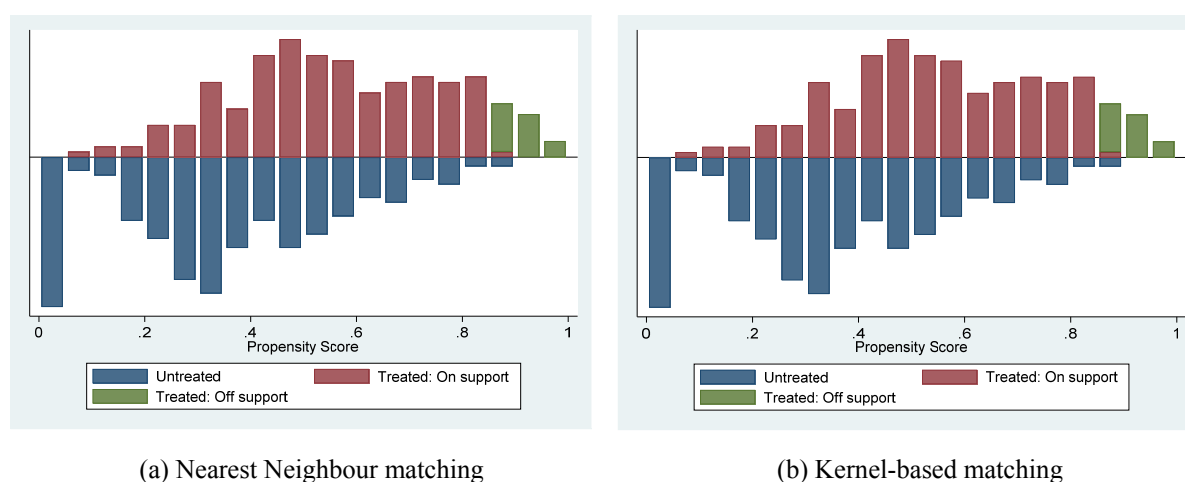 0 .2 .4 .6 .8 1
Propensity Score
Untreated Treated: On support
Treated: Off support
(a) Nearest Neighbour matching
0 .2 .4 .6 .8 1
Propensity Score
Untreated Treated: On support
Treated: Off support
(b) Kernel-based matching